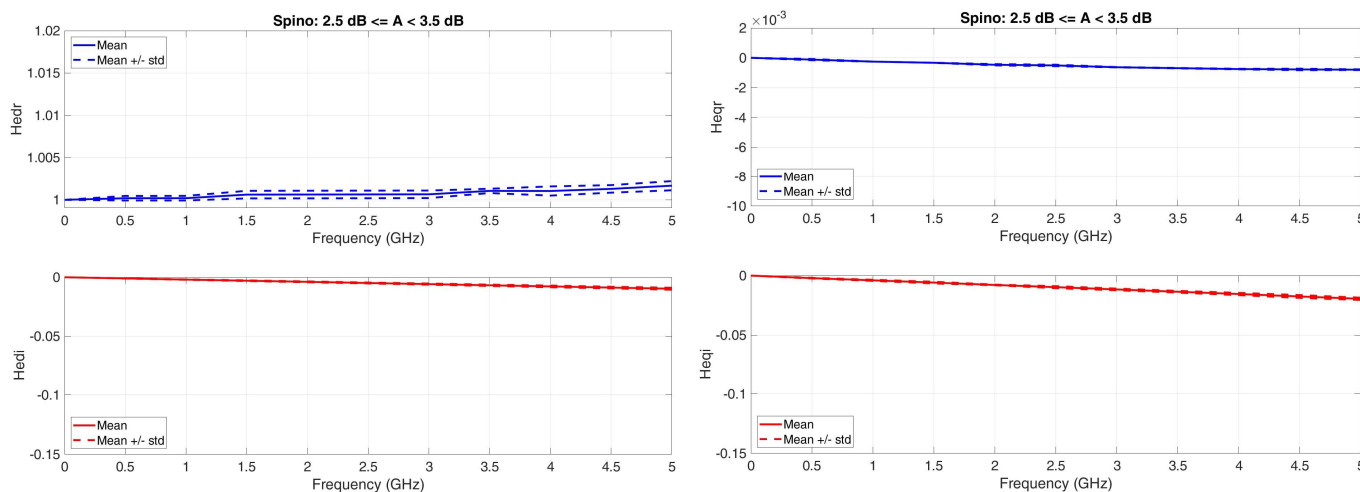 Spino: 2.5 dB <= A < 3.5 dB
1.02
1.015
1.01
1.005
1
Hedr
Mean
Mean +/- std
0 0.5 1 1.5 2 2.5 3 3.5 4 4.5 5
Frequency (GHz)
Spino: 2.5 dB <= A < 3.5 dB
×10⁻³
2
0
-2
-4
-6
-8
-10
Heqr
Mean
Mean +/- std
0 0.5 1 1.5 2 2.5 3 3.5 4 4.5 5
Frequency (GHz)
0
-0.05
-0.1
-0.15
Hedi
Mean
Mean +/- std
0 0.5 1 1.5 2 2.5 3 3.5 4 4.5 5
Frequency (GHz)
0
-0.05
-0.1
-0.15
Heqi
Mean
Mean +/- std
0 0.5 1 1.5 2 2.5 3 3.5 4 4.5 5
Frequency (GHz)